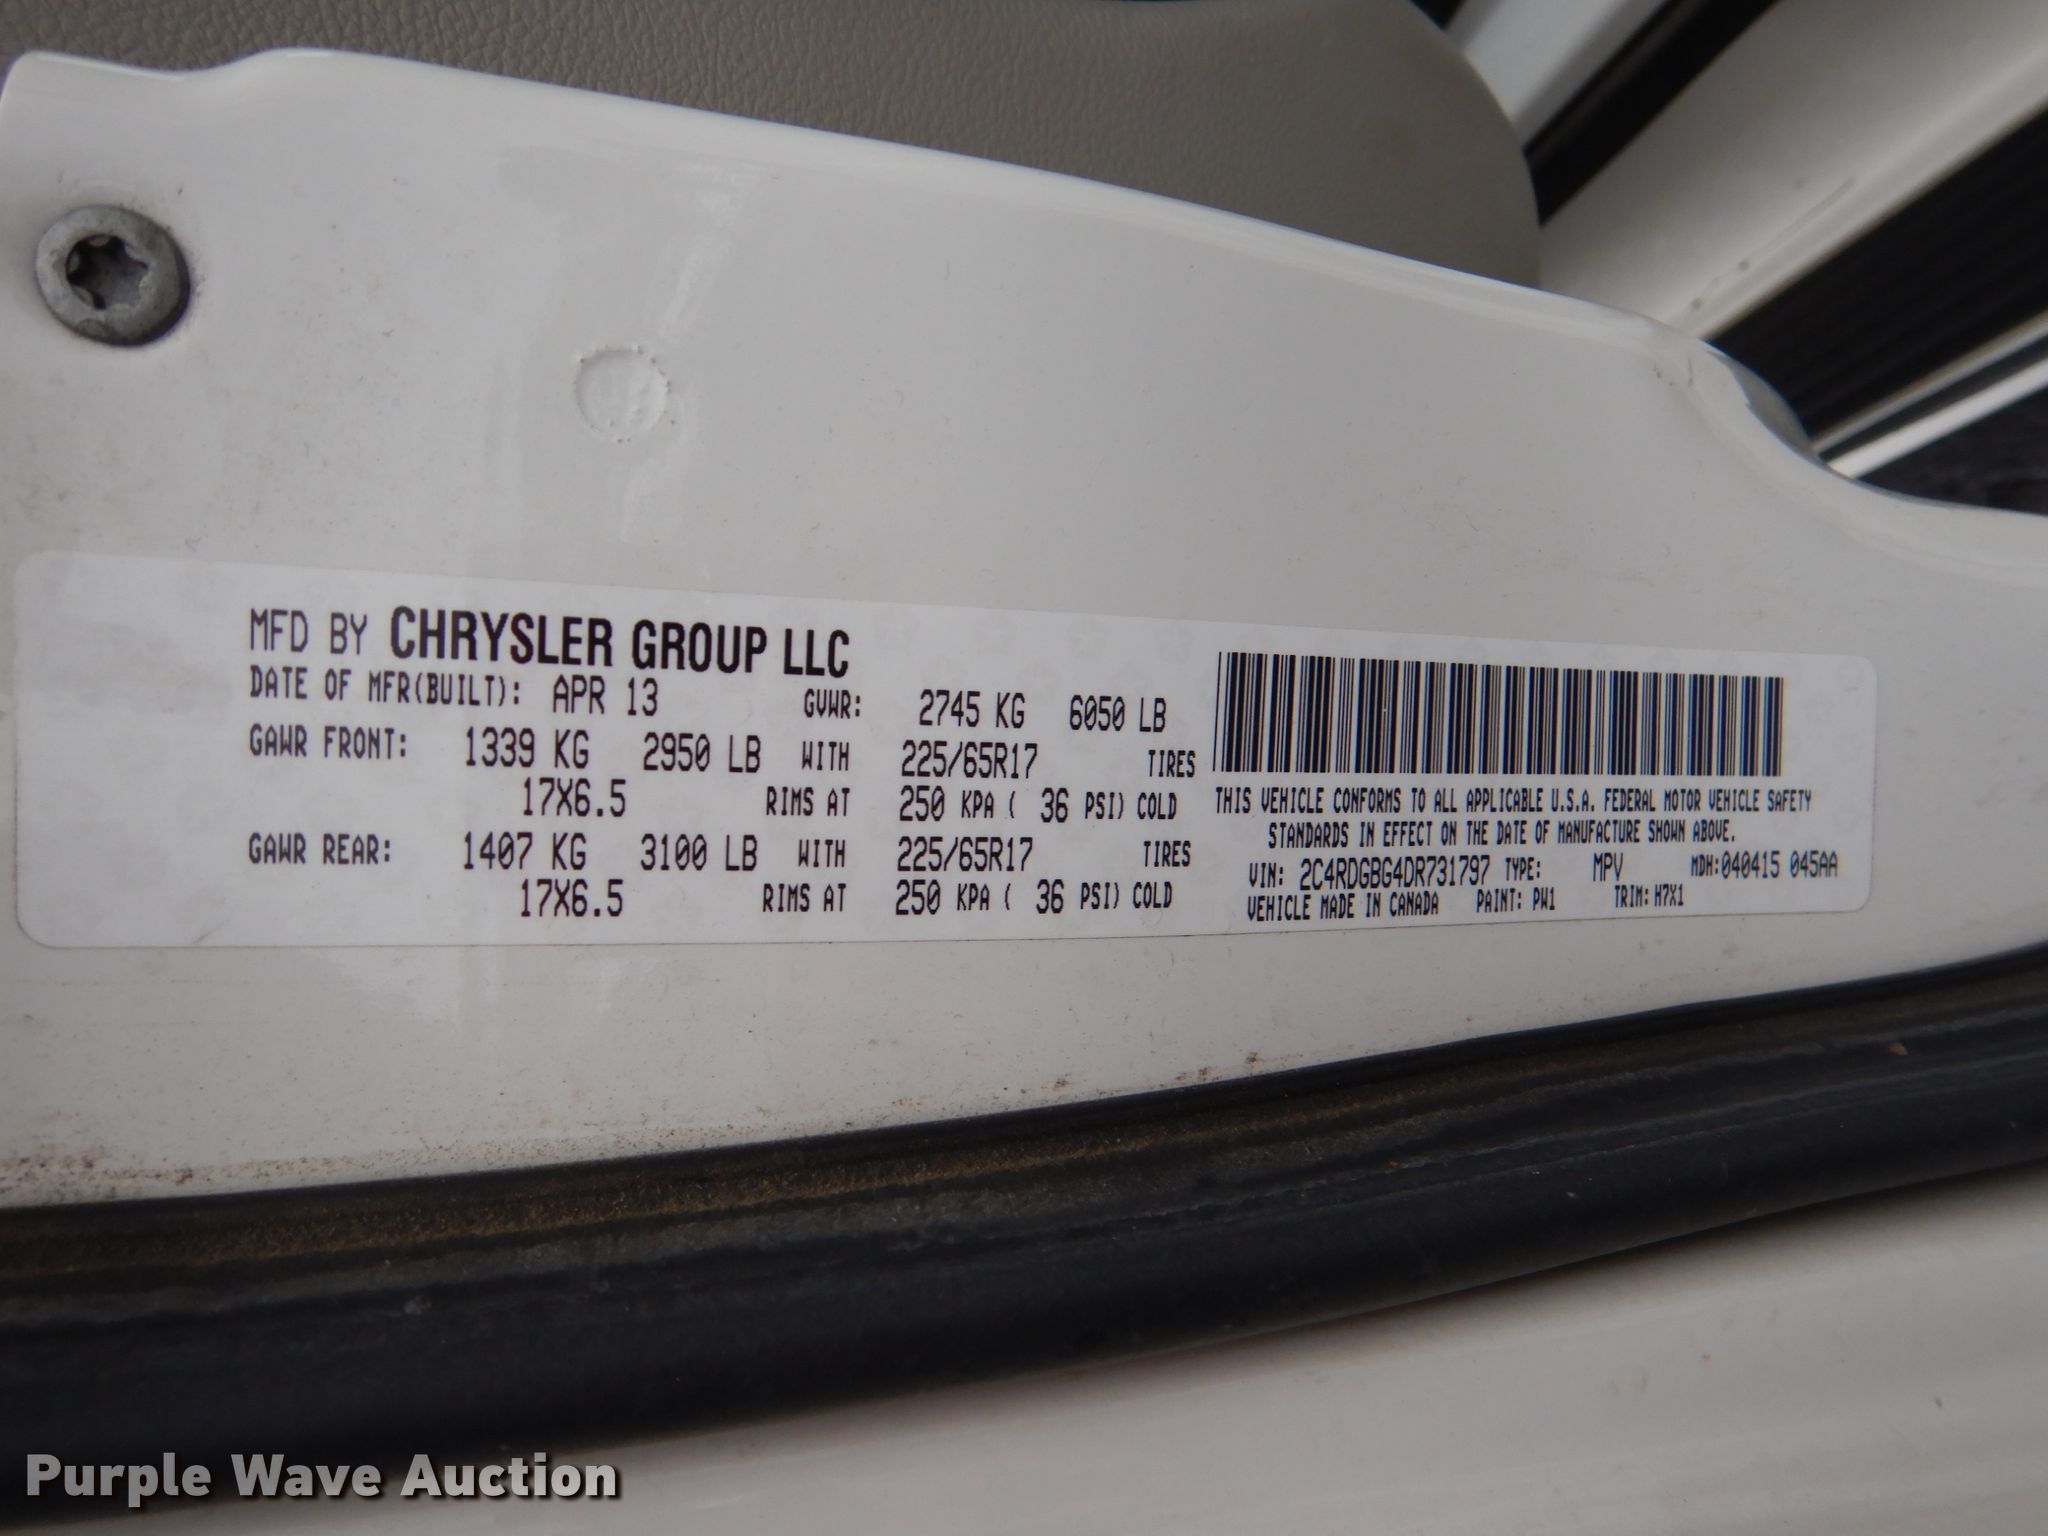 MFD BY CHRYSLER GROUP LLC
DATE OF MFR(BUILT): APR 13 GVWR: 2745 KG 6050 LB
GAWR FRONT: 1339 KG 2950 LB WITH 225/65R17 TIRES
17X6.5 RIMS AT 250 KPA ( 36 PSI) COLD
GAWR REAR: 1407 KG 3100 LB WITH 225/65R17 TIRES
17X6.5 RIMS AT 250 KPA ( 36 PSI) COLD
THIS VEHICLE CONFORMS TO ALL APPLICABLE U.S.A. FEDERAL MOTOR VEHICLE SAFETY
STANDARDS IN EFFECT ON THE DATE OF MANUFACTURE SHOWN ABOVE.
VIN: 2C4RDGBG4DR731797 TYPE: MPV MDH:040415 045AA
VEHICLE MADE IN CANADA PAINT: PW1 TRIM: H7X1
Purple Wave Auction